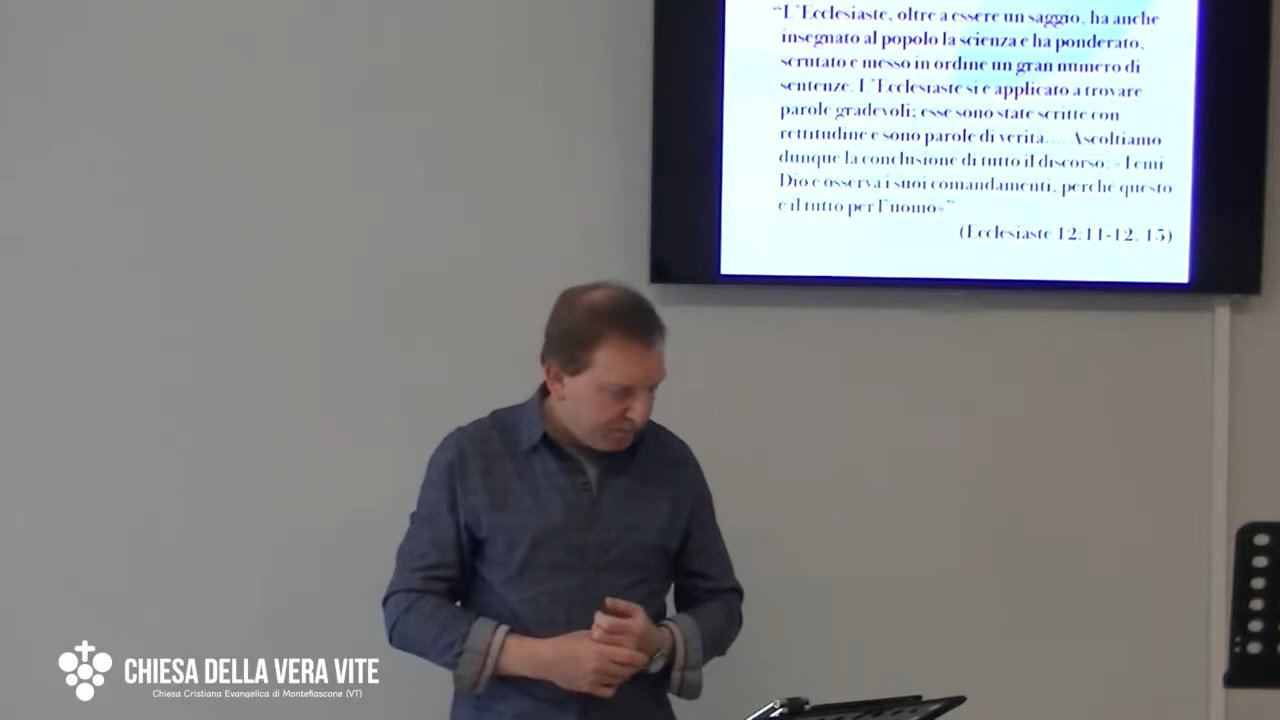 “L’Ecclesiaste, oltre a essere un saggio, ha anche
insegnato al popolo la scienza e ha ponderato,
scrutato e messo in ordine un gran numero di
sentenze. L’Ecclesiaste si è applicato a trovare
parole gradevoli; esse sono state scritte con
rettitudine e sono parole di verità.... Ascoltiamo
dunque la conclusione di tutto il discorso: «Temi
Dio e osserva i suoi comandamenti, perché questo
è il tutto per l’uomo»”
(Ecclesiaste 12:11-12, 15)
CHIESA DELLA VERA VITE
Chiesa Cristiana Evangelica di Montefiascone (VT)